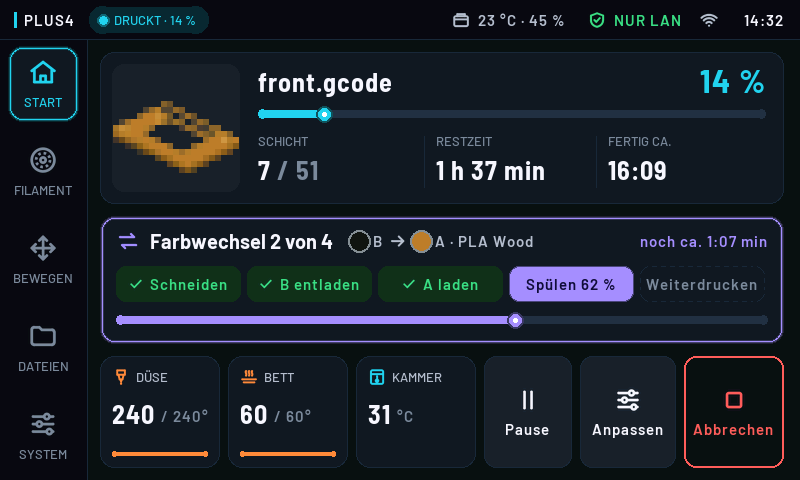 PLUS4
DRUCKT · 14 %
23 °C · 45 %
NUR LAN
14:32
START
FILAMENT
BEWEGEN
DATEIEN
SYSTEM
front.gcode
14 %
SCHICHT
7 / 51
RESTZEIT
1 h 37 min
FERTIG CA.
16:09
Farbwechsel 2 von 4
B → A · PLA Wood
noch ca. 1:07 min
Schneiden
B entladen
A laden
Spülen 62 %
Weiterdrucken
DÜSE
240 / 240°
BETT
60 / 60°
KAMMER
31 °C
Pause
Anpassen
Abbrechen